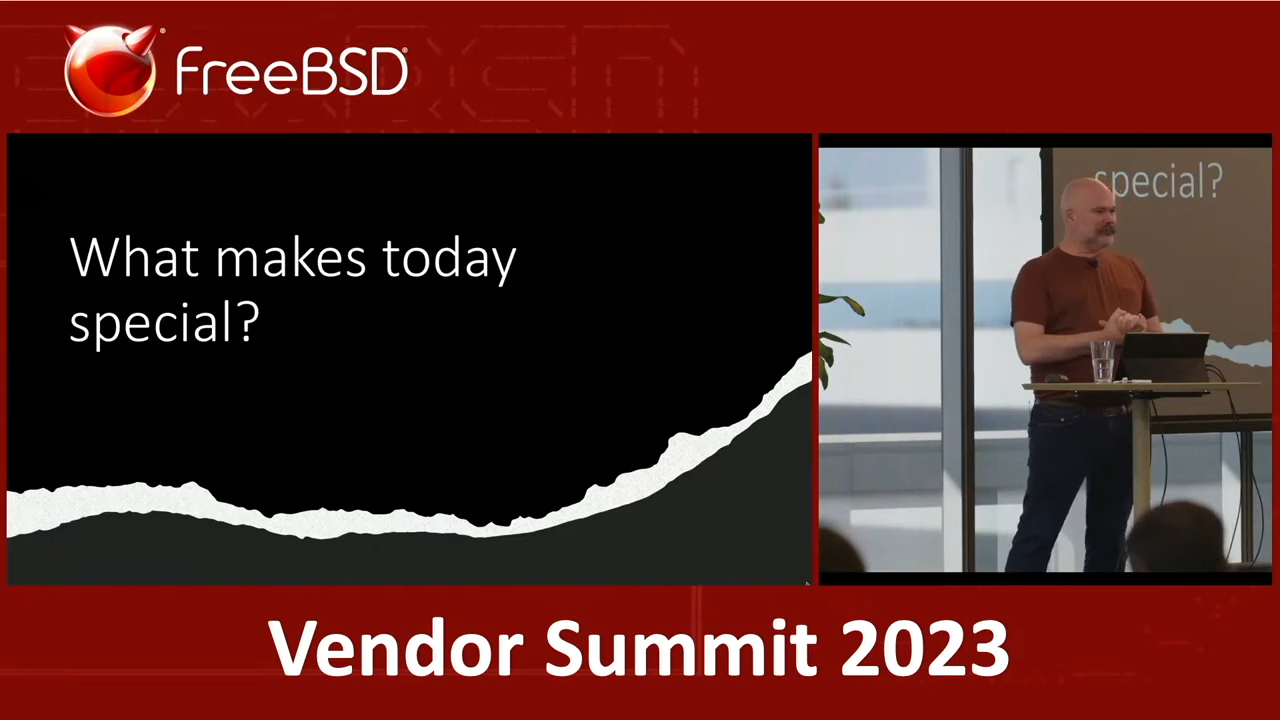 FreeBSD®
What makes today
special?
special?
Vendor Summit 2023